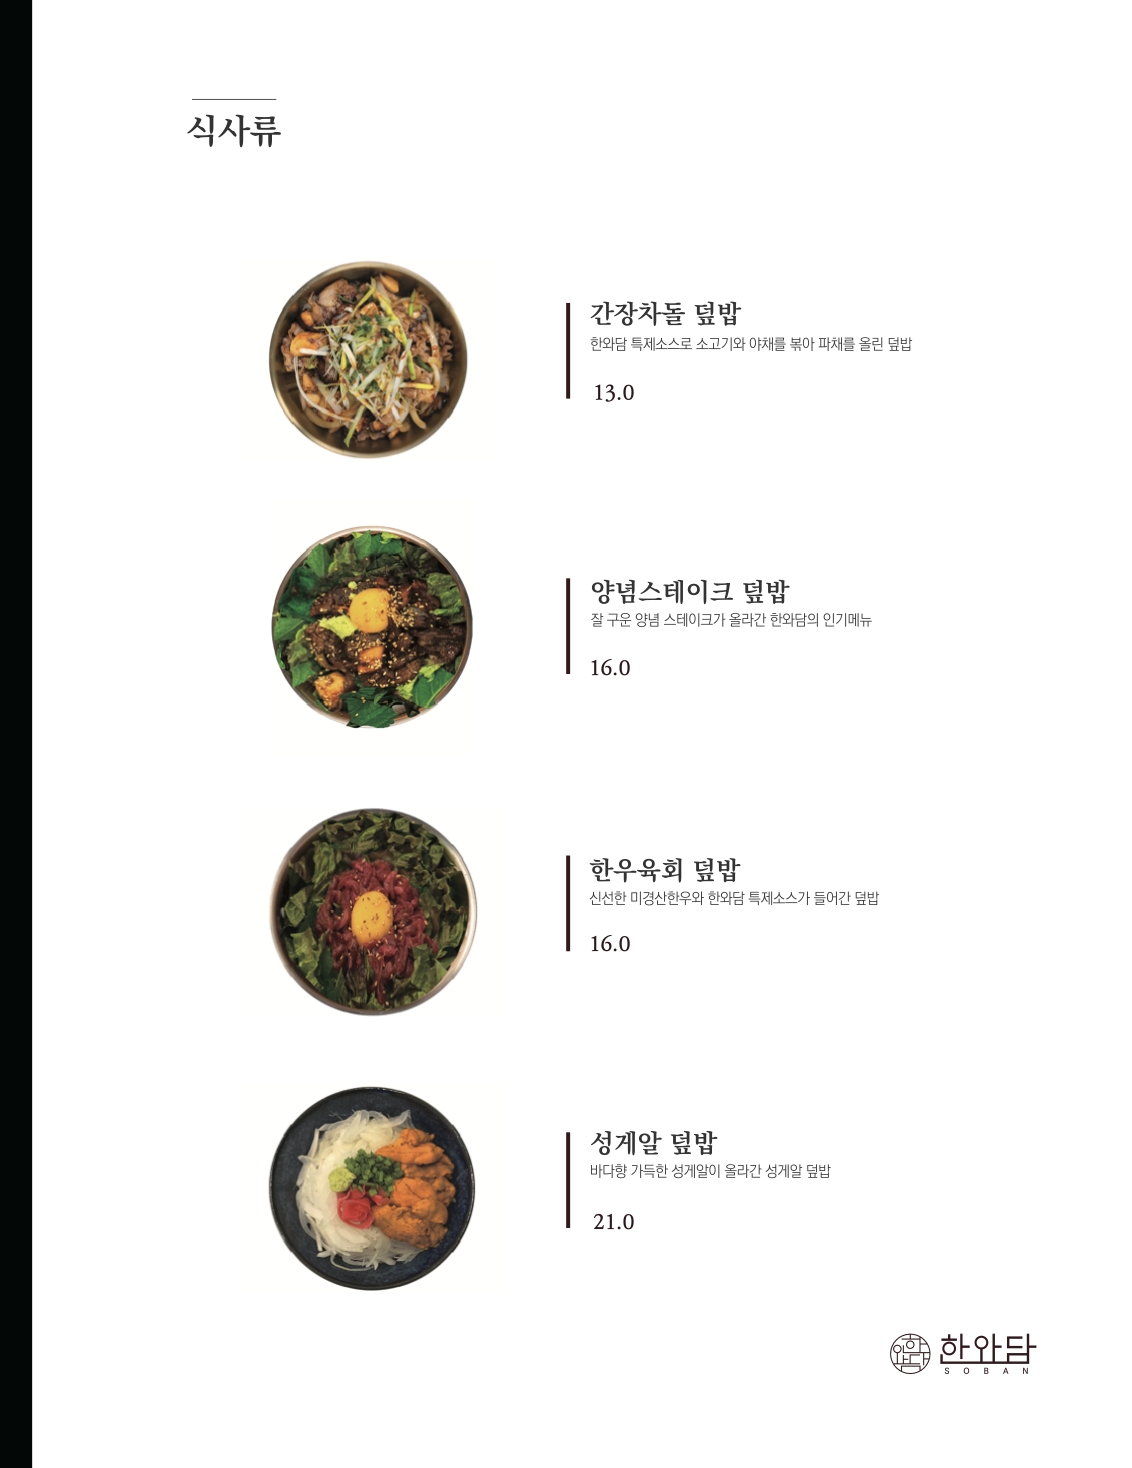 식사류
간장차돌 덮밥
한와담 특제소스로 소고기와 야채를 볶아 파채를 올린 덮밥
13.0
양념스테이크 덮밥
잘 구운 양념 스테이크가 올라간 한와담의 인기메뉴
16.0
한우육회 덮밥
신선한 미경산한우와 한와담 특제소스가 들어간 덮밥
16.0
성게알 덮밥
바다향 가득한 성게알이 올라간 성게알 덮밥
21.0
한와담
한와담
SOBAN